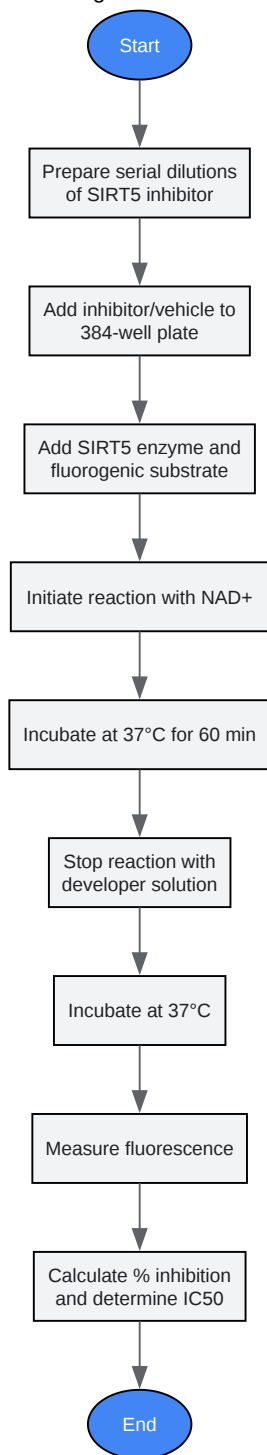 Start
Prepare serial dilutions
of SIRT5 inhibitor
Add inhibitor/vehicle to
384-well plate
Add SIRT5 enzyme and
fluorogenic substrate
Initiate reaction with NAD+
Incubate at 37°C for 60 min
Stop reaction with
developer solution
Incubate at 37°C
Measure fluorescence
Calculate % inhibition
and determine IC50
End